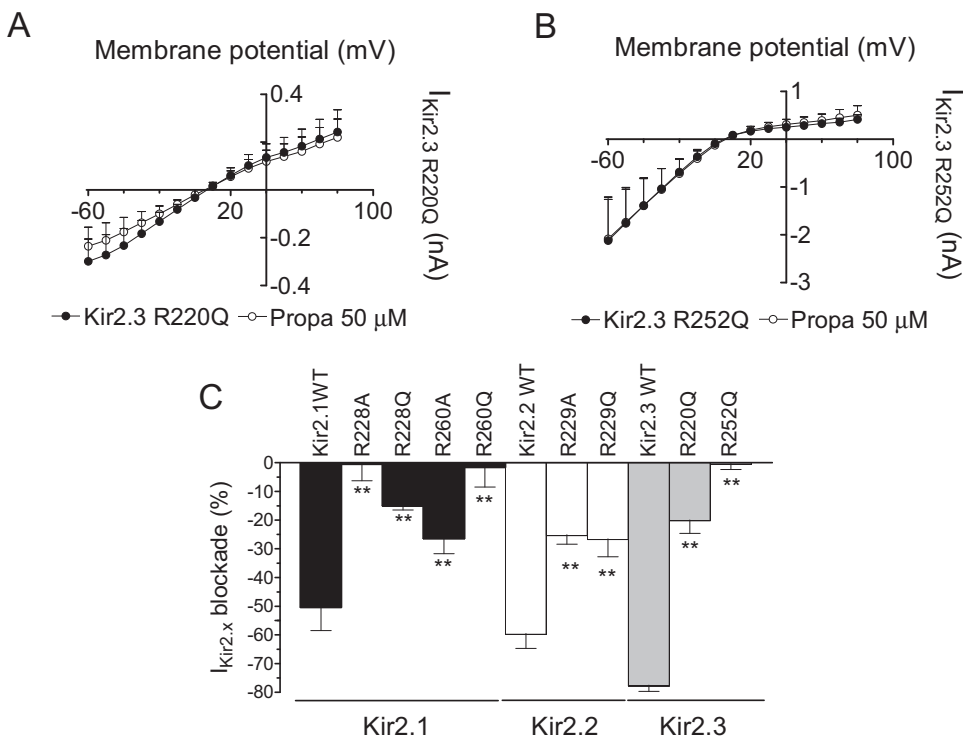 A
Membrane potential (mV)
0.4
-60
20
100
-0.2
-0.4
I Kir2.3 R220Q (nA)
Kir2.3 R220Q
Propa 50 μM
B
Membrane potential (mV)
1
-60
20
100
-1
-2
-3
I Kir2.3 R252Q (nA)
Kir2.3 R252Q
Propa 50 μM
C
Kir2.1WT
R228A
R228Q
R260A
R260Q
Kir2.2 WT
R229A
R229Q
Kir2.3 WT
R220Q
R252Q
I Kir2.x blockade (%)
0
-10
-20
-30
-40
-50
-60
-70
-80
**
**
**
**
**
**
**
**
Kir2.1
Kir2.2
Kir2.3